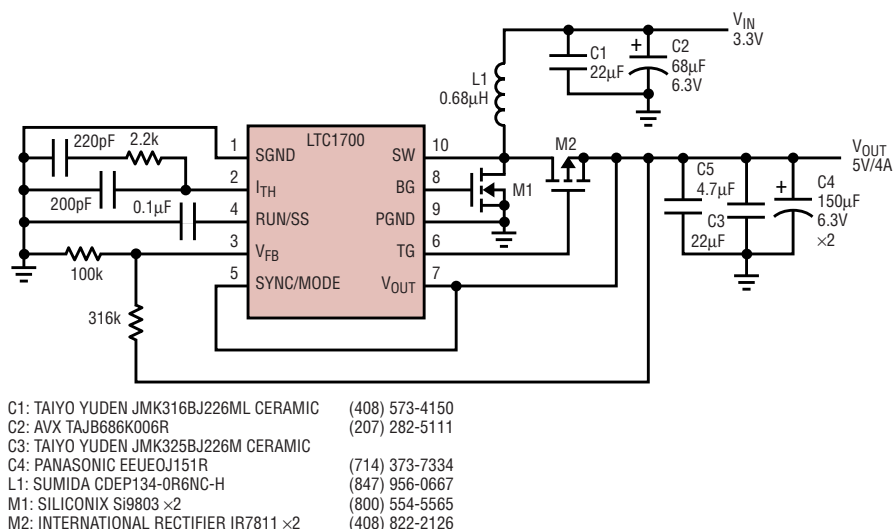 V_IN
3.3V
L1
0.68µH
C1
22µF
+
C2
68µF
6.3V
V_OUT
5V/4A
M2
C5
4.7µF
C3
22µF
+
C4
150µF
6.3V
×2
220pF
2.2k
200pF
0.1µF
100k
316k
LTC1700
1
SGND
2
I_TH
4
RUN/SS
3
V_FB
5
SYNC/MODE
SW
10
BG
8
M1
PGND
9
TG
6
V_OUT
7
C1: TAIYO YUDEN JMK316BJ226ML CERAMIC (408) 573-4150
C2: AVX TAJB686K006R (207) 282-5111
C3: TAIYO YUDEN JMK325BJ226M CERAMIC
C4: PANASONIC EEUEOJ151R (714) 373-7334
L1: SUMIDA CDEP134-0R6NC-H (847) 956-0667
M1: SILICONIX Si9803 ×2 (800) 554-5565
M2: INTERNATIONAL RECTIFIER IR7811 ×2 (408) 822-2126